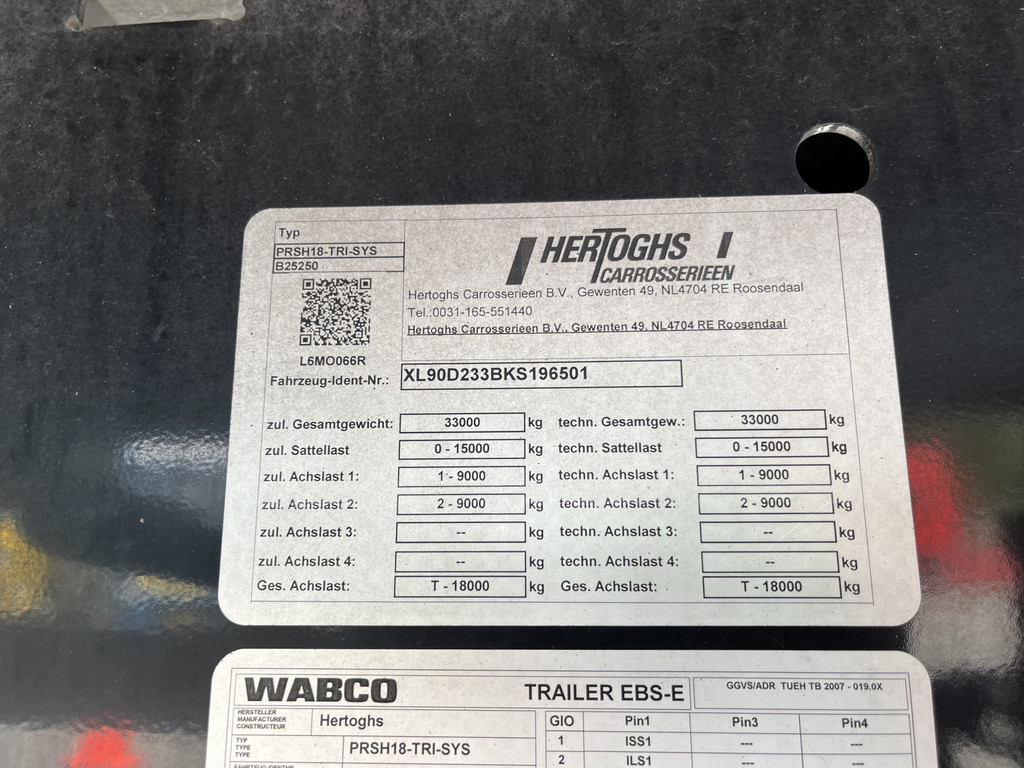 Typ
PRSH18-TRI-SYS
B25250
L6MO066R
HERTOGHS
CARROSSERIEEN
Hertoghs Carrosserieën B.V., Gewenten 49, NL4704 RE Roosendaal
Tel.:0031-165-551440
Hertoghs Carrosserieën B.V., Gewenten 49, NL4704 RE Roosendaal
Fahrzeug-Ident-Nr.: XL90D233BKS196501
zul. Gesamtgewicht: 33000 kg techn. Gesamtgew.: 33000 kg
zul. Sattellast 0 - 15000 kg techn. Sattellast 0 - 15000 kg
zul. Achslast 1: 1 - 9000 kg techn. Achslast 1: 1 - 9000 kg
zul. Achslast 2: 2 - 9000 kg techn. Achslast 2: 2 - 9000 kg
zul. Achslast 3: -- kg techn. Achslast 3: -- kg
zul. Achslast 4: -- kg techn. Achslast 4: -- kg
Ges. Achslast: T - 18000 kg Ges. Achslast: T - 18000 kg
WABCO TRAILER EBS-E GGVS/ADR TUEH TB 2007 - 019.0X
HERSTELLER
MANUFACTURER
CONSTRUCTEUR
Hertoghs
TYP
TYPE
TYPE
PRSH18-TRI-SYS
GIO Pin1 Pin3 Pin4
1 ISS1 --- ---
2 ILS1 --- ---